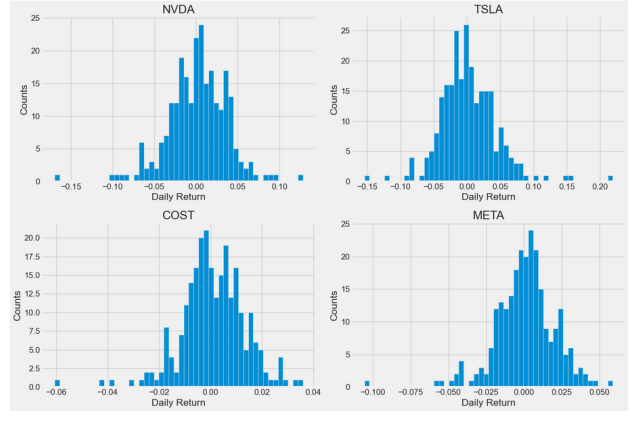 NVDA
TSLA
25
20
15
10
5
0
Counts
−0.15 −0.10 −0.05 0.00 0.05 0.10
Daily Return
25
20
15
10
5
0
Counts
−0.15 −0.10 −0.05 0.00 0.05 0.10 0.15 0.20
Daily Return
COST
META
20.0
17.5
15.0
12.5
10.0
7.5
5.0
2.5
0.0
Counts
−0.06 −0.04 −0.02 0.00 0.02 0.04
Daily Return
25
20
15
10
5
0
Counts
−0.100 −0.075 −0.050 −0.025 0.000 0.025 0.050
Daily Return